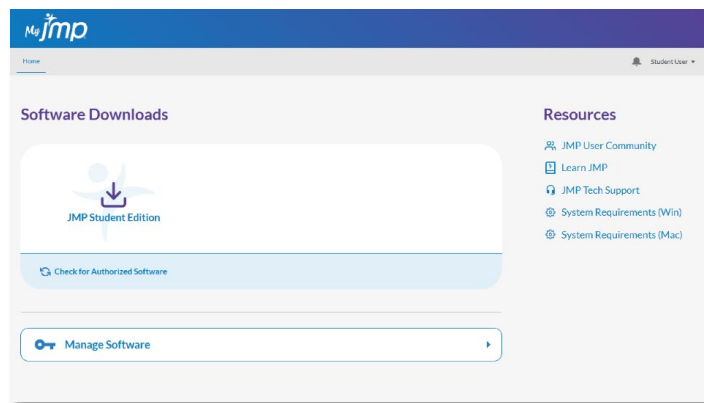 My jmp
Home
Student User
Software Downloads
JMP Student Edition
Check for Authorized Software
Manage Software
Resources
JMP User Community
Learn JMP
JMP Tech Support
System Requirements (Win)
System Requirements (Mac)